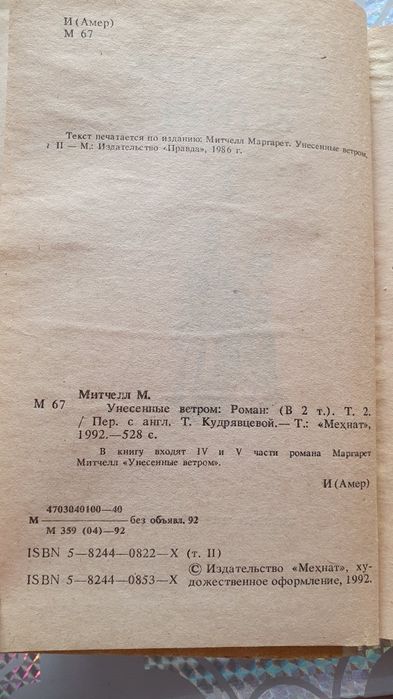 И (Амер)
М 67
Текст печатается по изданию: Митчелл Маргарет. Унесенные ветром,
т II — М.: Издательство «Правда», 1986 г.
Митчелл М.
М 67 Унесенные ветром: Роман: (В 2 т.). Т. 2.
/ Пер. с англ. Т. Кудрявцевой.— Т.: «Меҳнат»,
1992.—528 с.
В книгу входят IV и V части романа Маргарет
Митчелл «Унесенные ветром».
И (Амер)
4703040100—40
М——— без объявл. 92
М 359 (04)—92
ISBN 5—8244—0822—X (т. II)
© Издательство «Меҳнат», ху-
ISBN 5—8244—0853—X дожественное оформление, 1992.